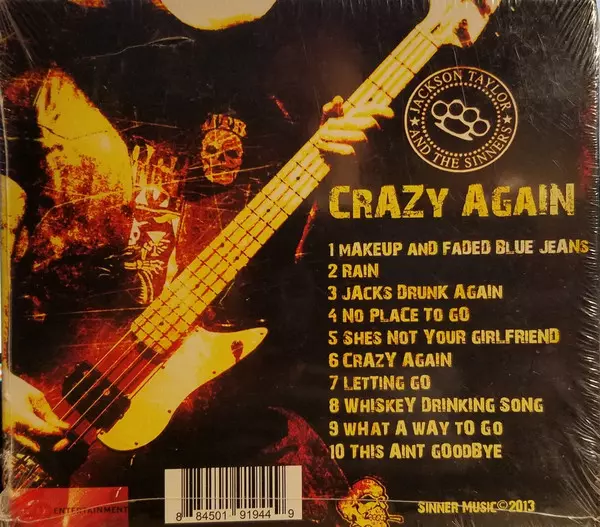 JACKSON TAYLOR
AND THE SINNERS
CRAZY AGAIN
1 MAKEUP AND FADED BLUE JEANS
2 RAIN
3 JACKS DRUNK AGAIN
4 NO PLACE TO GO
5 SHES NOT YOUR GIRLFRIEND
6 CRAZY AGAIN
7 LETTING GO
8 WHISKEY DRINKING SONG
9 WHAT A WAY TO GO
10 THIS AINT GOODBYE
ENTERTAINMENT
8 84501 91944 9
SINNER MUSIC©2013